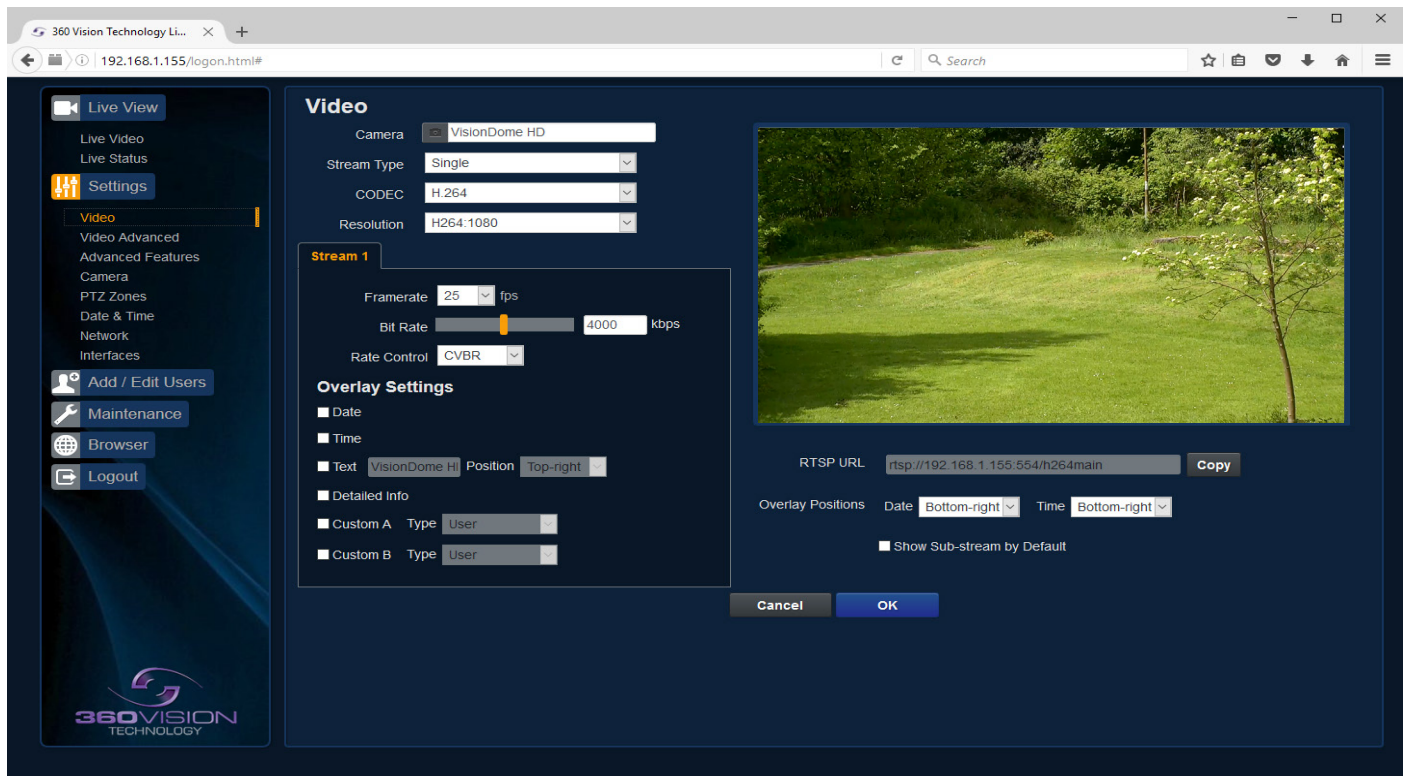 360 Vision Technology Li...
192.168.1.155/logon.html#
Search
Live View
Live Video
Live Status
Settings
Video
Video Advanced
Advanced Features
Camera
PTZ Zones
Date & Time
Network
Interfaces
Add / Edit Users
Maintenance
Browser
Logout
360VISION
TECHNOLOGY
Video
Camera VisionDome HD
Stream Type Single
CODEC H.264
Resolution H264:1080
Stream 1
Framerate 25 fps
Bit Rate 4000 kbps
Rate Control CVBR
Overlay Settings
Date
Time
Text VisionDome H Position Top-right
Detailed Info
Custom A Type User
Custom B Type User
RTSP URL rtsp://192.168.1.155:554/h264main Copy
Overlay Positions Date Bottom-right Time Bottom-right
Show Sub-stream by Default
Cancel OK